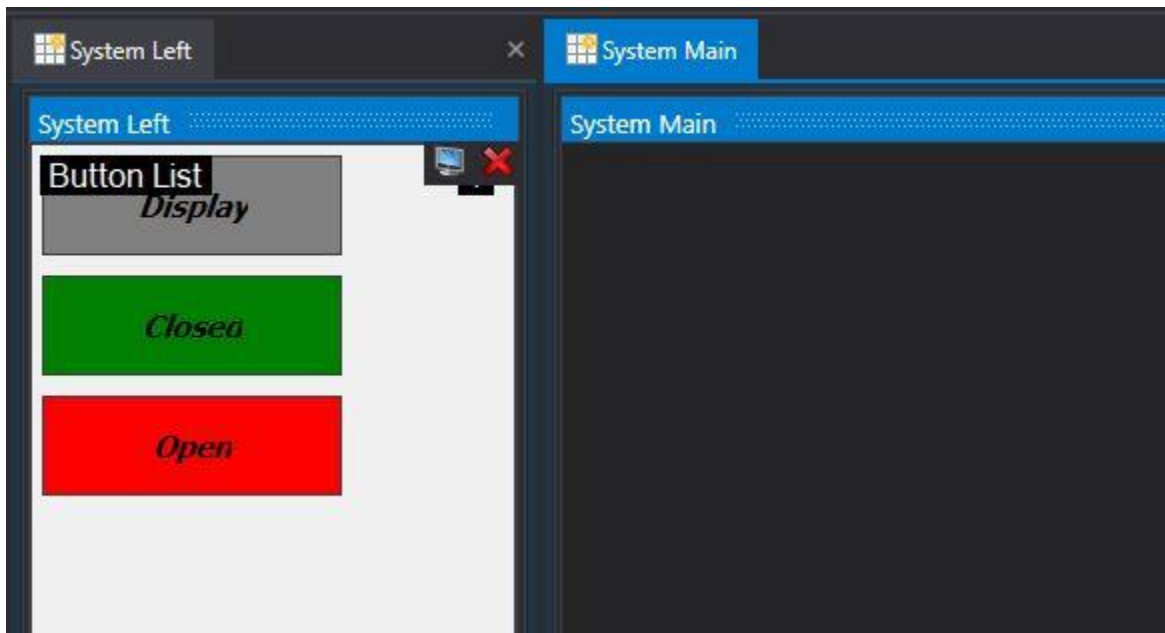 System Left
System Main
System Left
System Main
Button List
Display
Closed
Open